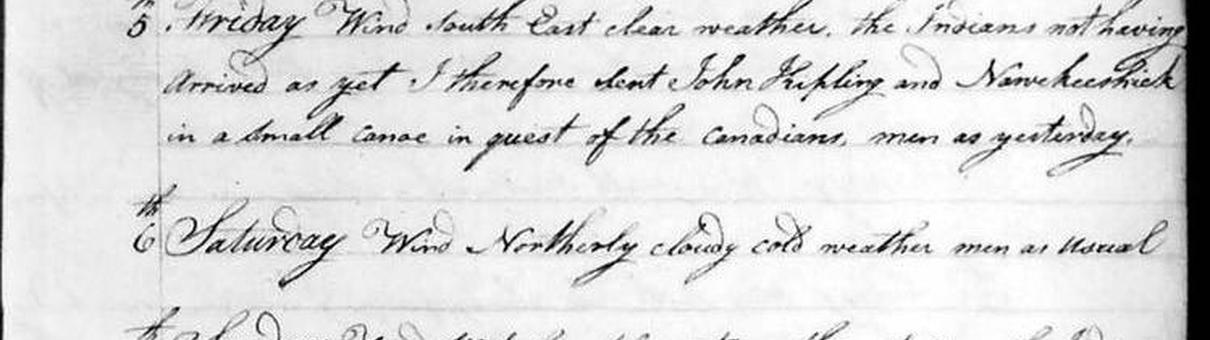 5 Friday Wind South East clear weather. the Indians not having
Arrived as yet I therefore sent John Kipling and Nawekeeshick
in a Small Canoe in quest of the Canadians, men as yesterday.
th
6 Saturday Wind Northerly cloudy cold weather men as Usual